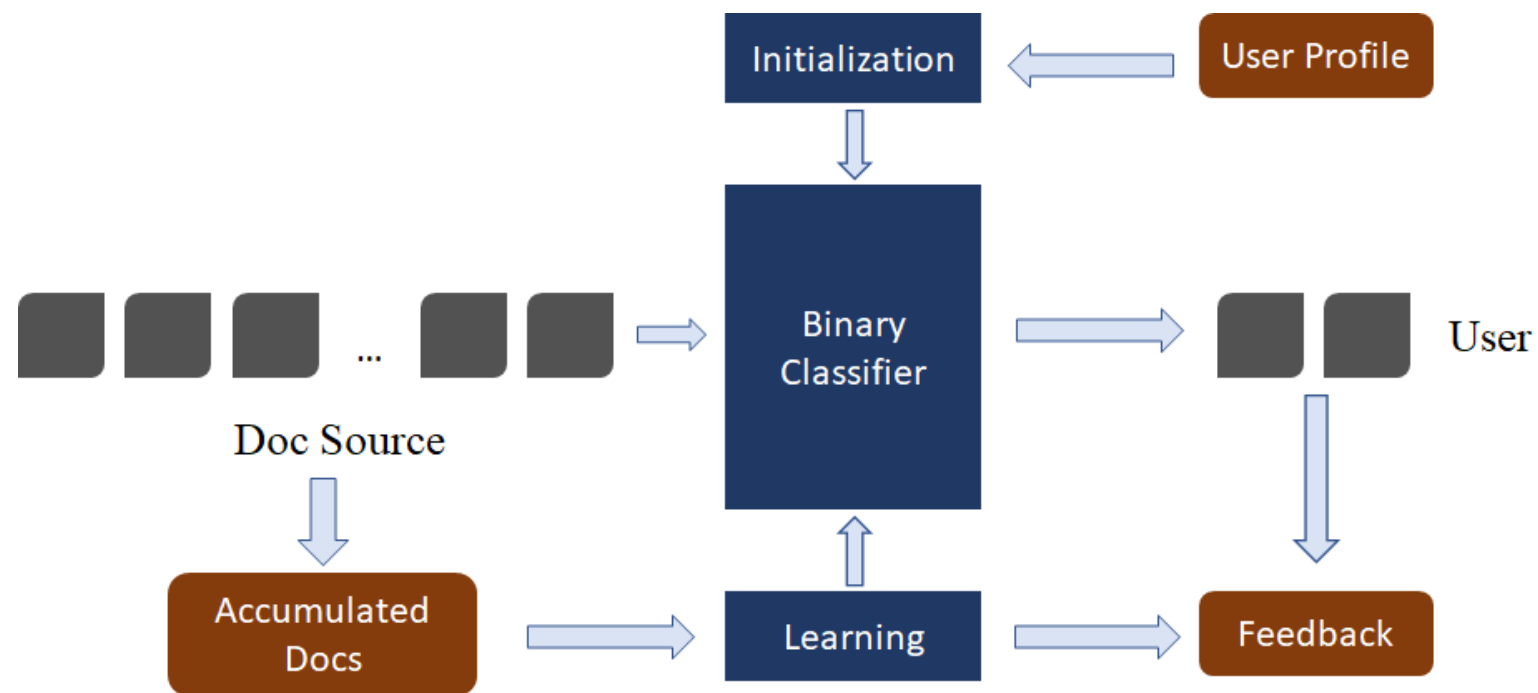 Initialization
User Profile
Binary
Classifier
...
User
Doc Source
Accumulated
Docs
Learning
Feedback